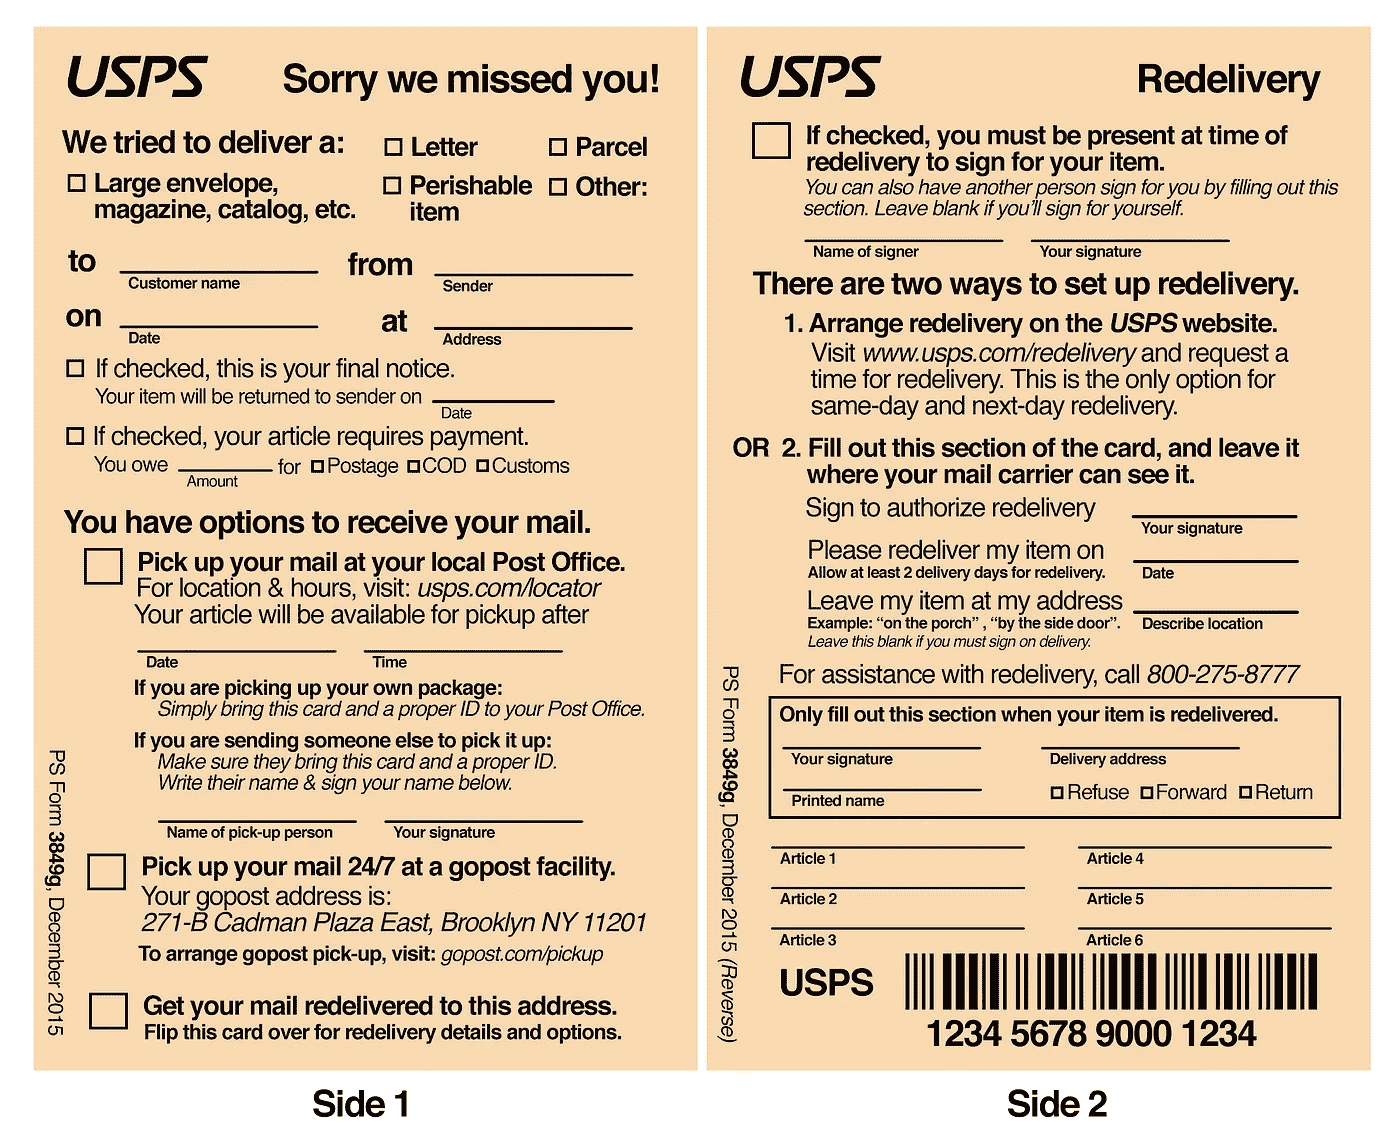 USPS Sorry we missed you!
We tried to deliver a: Letter Parcel
Large envelope, magazine, catalog, etc. Perishable item Other:
to from
Customer name Sender
on at
Date Address
If checked, this is your final notice.
Your item will be returned to sender on
Date
If checked, your article requires payment.
You owe for Postage COD Customs
Amount
You have options to receive your mail.
Pick up your mail at your local Post Office.
For location & hours, visit: usps.com/locator
Your article will be available for pickup after
Date Time
If you are picking up your own package:
Simply bring this card and a proper ID to your Post Office.
If you are sending someone else to pick it up:
Make sure they bring this card and a proper ID.
Write their name & sign your name below.
Name of pick-up person Your signature
Pick up your mail 24/7 at a gopost facility.
Your gopost address is:
271-B Cadman Plaza East, Brooklyn NY 11201
To arrange gopost pick-up, visit: gopost.com/pickup
Get your mail redelivered to this address.
Flip this card over for redelivery details and options.
PS Form 3849g, December 2015
Side 1
USPS Redelivery
If checked, you must be present at time of
redelivery to sign for your item.
You can also have another person sign for you by filling out this
section. Leave blank if you'll sign for yourself.
Name of signer Your signature
There are two ways to set up redelivery.
1. Arrange redelivery on the USPS website.
Visit www.usps.com/redelivery and request a
time for redelivery. This is the only option for
same-day and next-day redelivery.
OR 2. Fill out this section of the card, and leave it
where your mail carrier can see it.
Sign to authorize redelivery
Your signature
Please redeliver my item on
Allow at least 2 delivery days for redelivery. Date
Leave my item at my address
Example: “on the porch” , “by the side door”. Describe location
Leave this blank if you must sign on delivery.
For assistance with redelivery, call 800-275-8777
Only fill out this section when your item is redelivered.
Your signature Delivery address
Printed name Refuse Forward Return
Article 1 Article 4
Article 2 Article 5
Article 3 Article 6
USPS
1234 5678 9000 1234
PS Form 3849g, December 2015 (Reverse)
Side 2